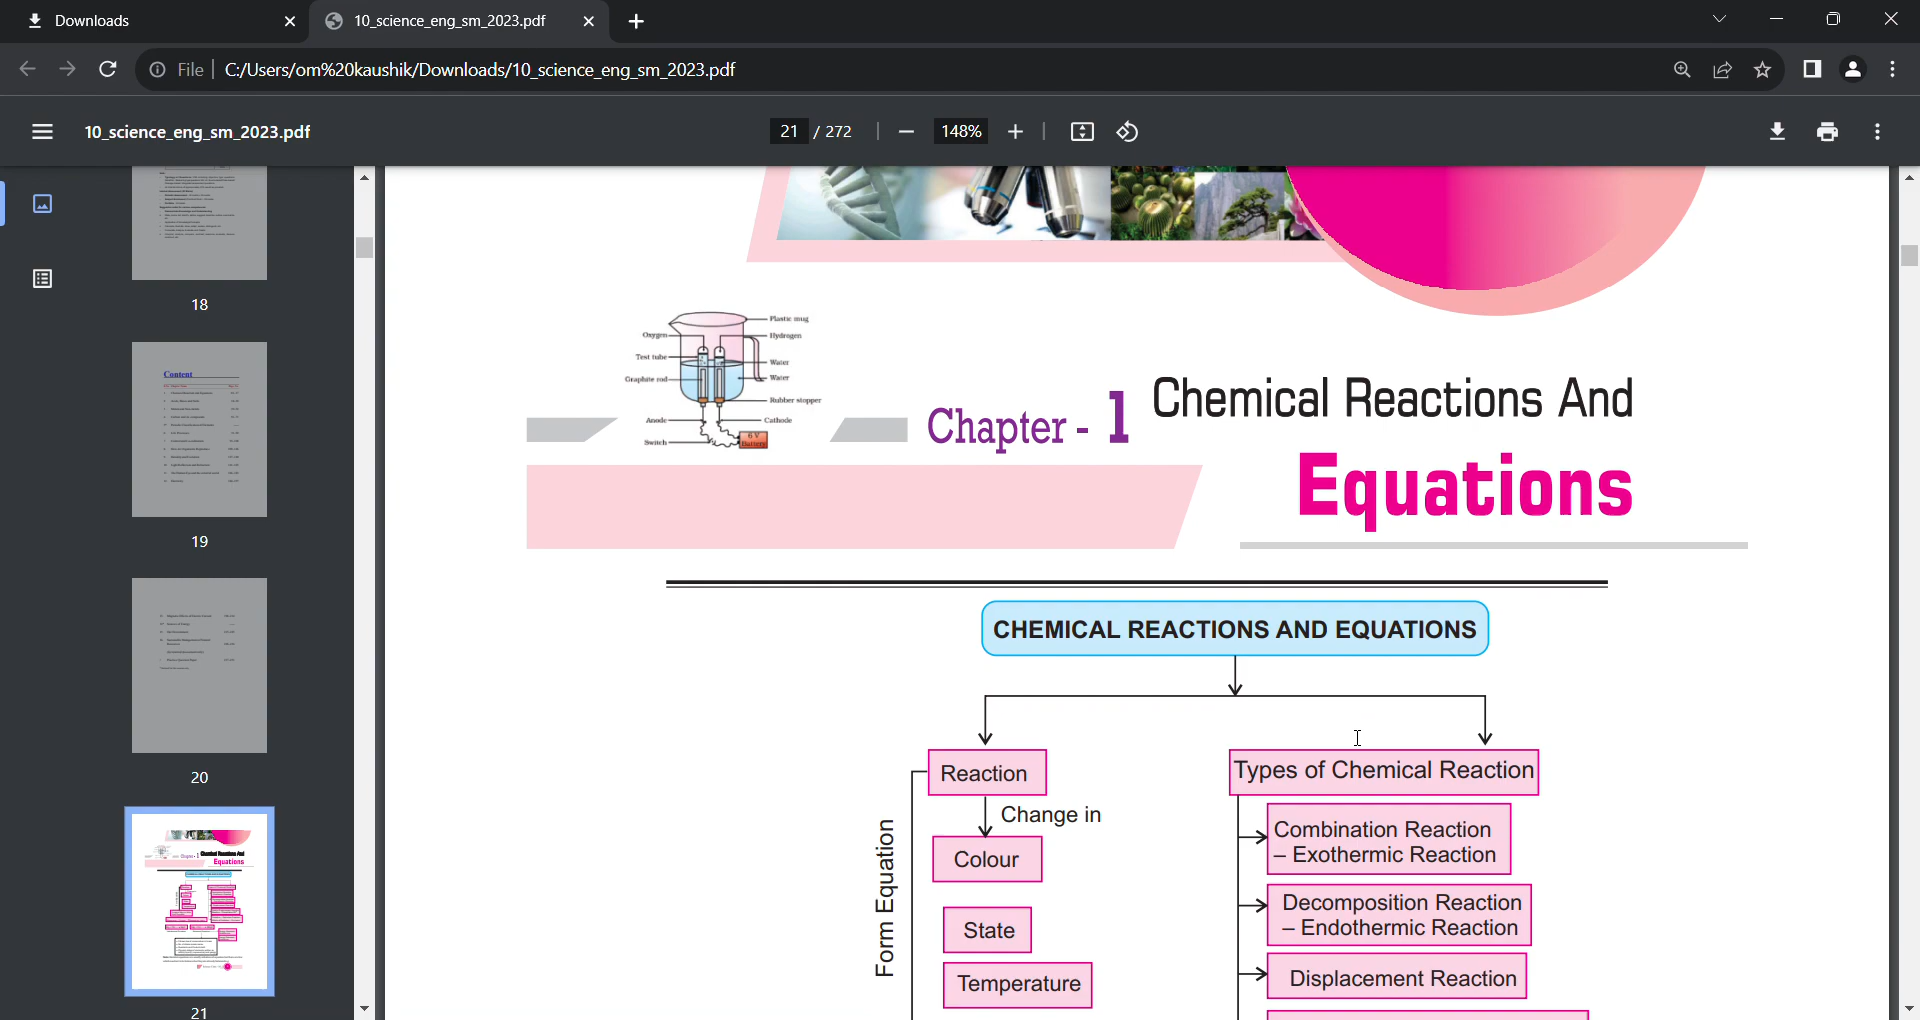 Downloads
10_science_eng_sm_2023.pdf
File
C:/Users/om%20kaushik/Downloads/10_science_eng_sm_2023.pdf
10_science_eng_sm_2023.pdf
21 / 272
148%
18
Content
19
20
21
Plastic mug
Oxygen
Hydrogen
Test tube
Water
Graphite rod
Water
Rubber stopper
Anode
Cathode
Switch
6 V
Battery
Chapter - 1
Chemical Reactions And
Equations
CHEMICAL REACTIONS AND EQUATIONS
Reaction
Types of Chemical Reaction
Change in
Form Equation
Colour
State
Temperature
Combination Reaction
– Exothermic Reaction
Decomposition Reaction
– Endothermic Reaction
Displacement Reaction